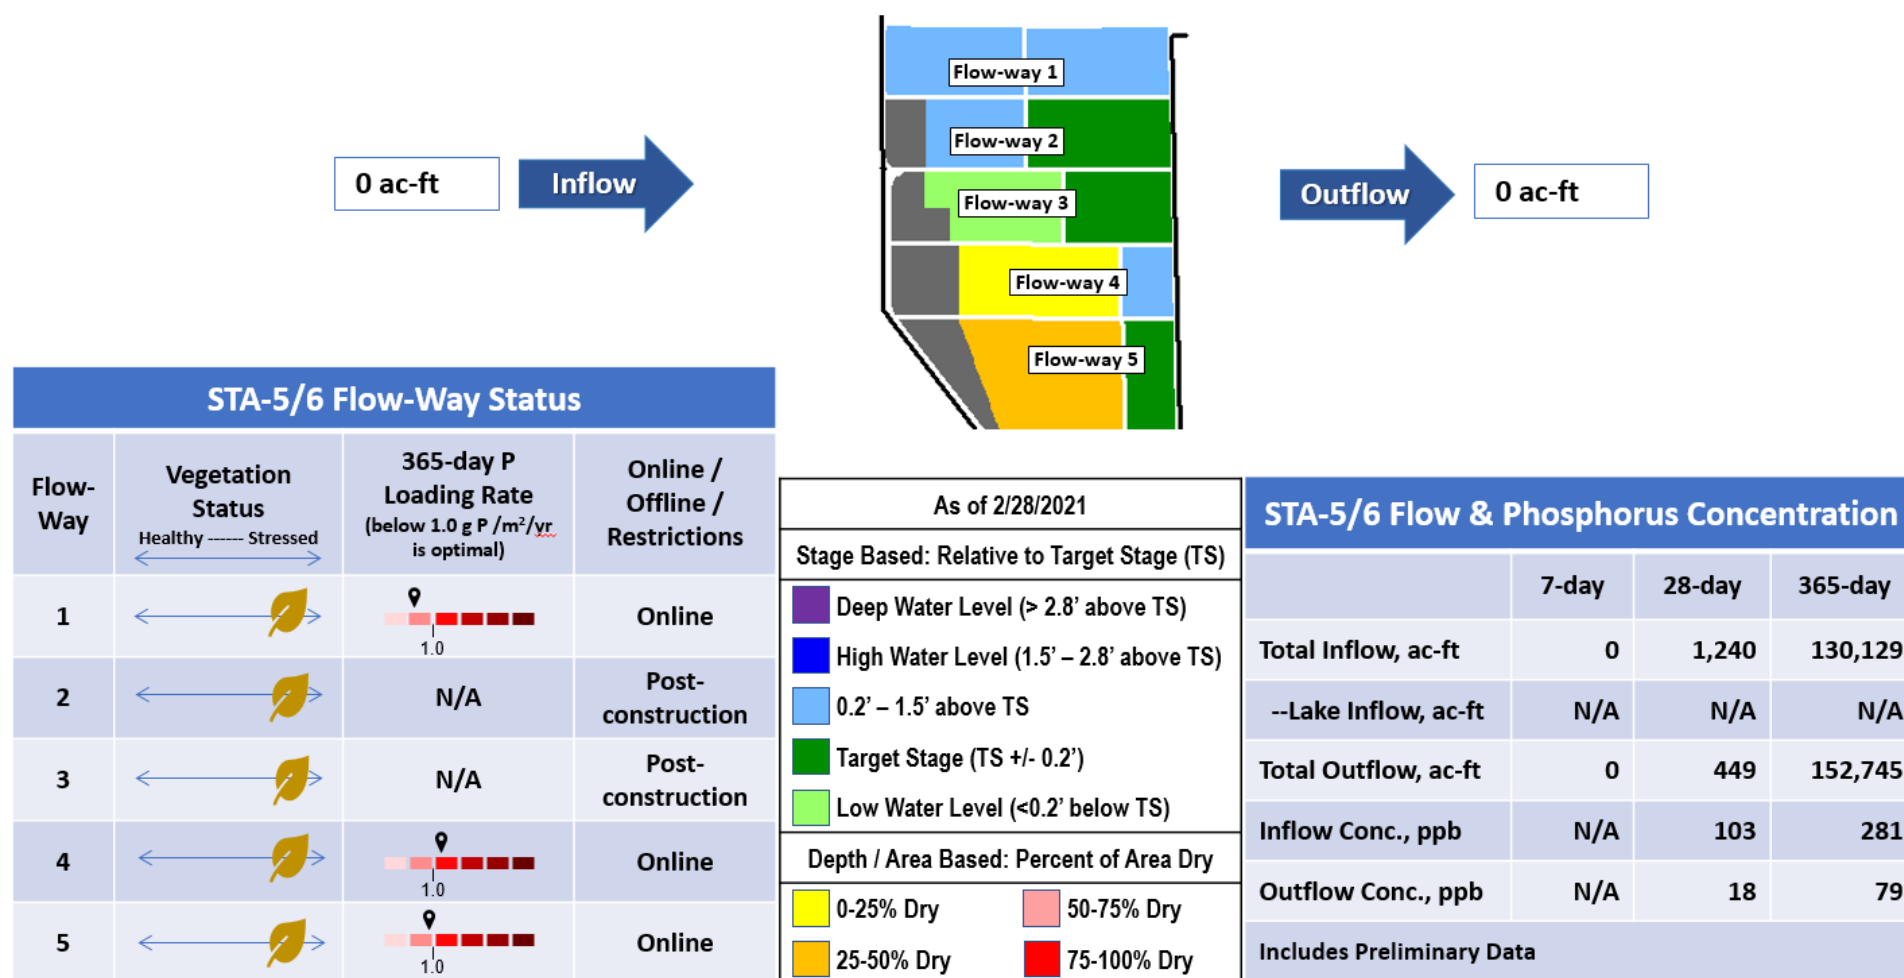 0 ac-ft
Inflow
Flow-way 1
Flow-way 2
Flow-way 3
Flow-way 4
Flow-way 5
Outflow
0 ac-ft
STA-5/6 Flow-Way Status
Flow-
Way
Vegetation
Status
Healthy ------ Stressed
365-day P
Loading Rate
(below 1.0 g P /m²/yr
is optimal)
Online /
Offline /
Restrictions
1
1.0
Online
2
N/A
Post-
construction
3
N/A
Post-
construction
4
1.0
Online
5
1.0
Online
As of 2/28/2021
Stage Based: Relative to Target Stage (TS)
Deep Water Level (> 2.8’ above TS)
High Water Level (1.5’ – 2.8’ above TS)
0.2’ – 1.5’ above TS
Target Stage (TS +/- 0.2’)
Low Water Level (<0.2’ below TS)
Depth / Area Based: Percent of Area Dry
0-25% Dry 50-75% Dry
25-50% Dry 75-100% Dry
STA-5/6 Flow & Phosphorus Concentration
7-day 28-day 365-day
Total Inflow, ac-ft 0 1,240 130,129
--Lake Inflow, ac-ft N/A N/A N/A
Total Outflow, ac-ft 0 449 152,745
Inflow Conc., ppb N/A 103 281
Outflow Conc., ppb N/A 18 79
Includes Preliminary Data